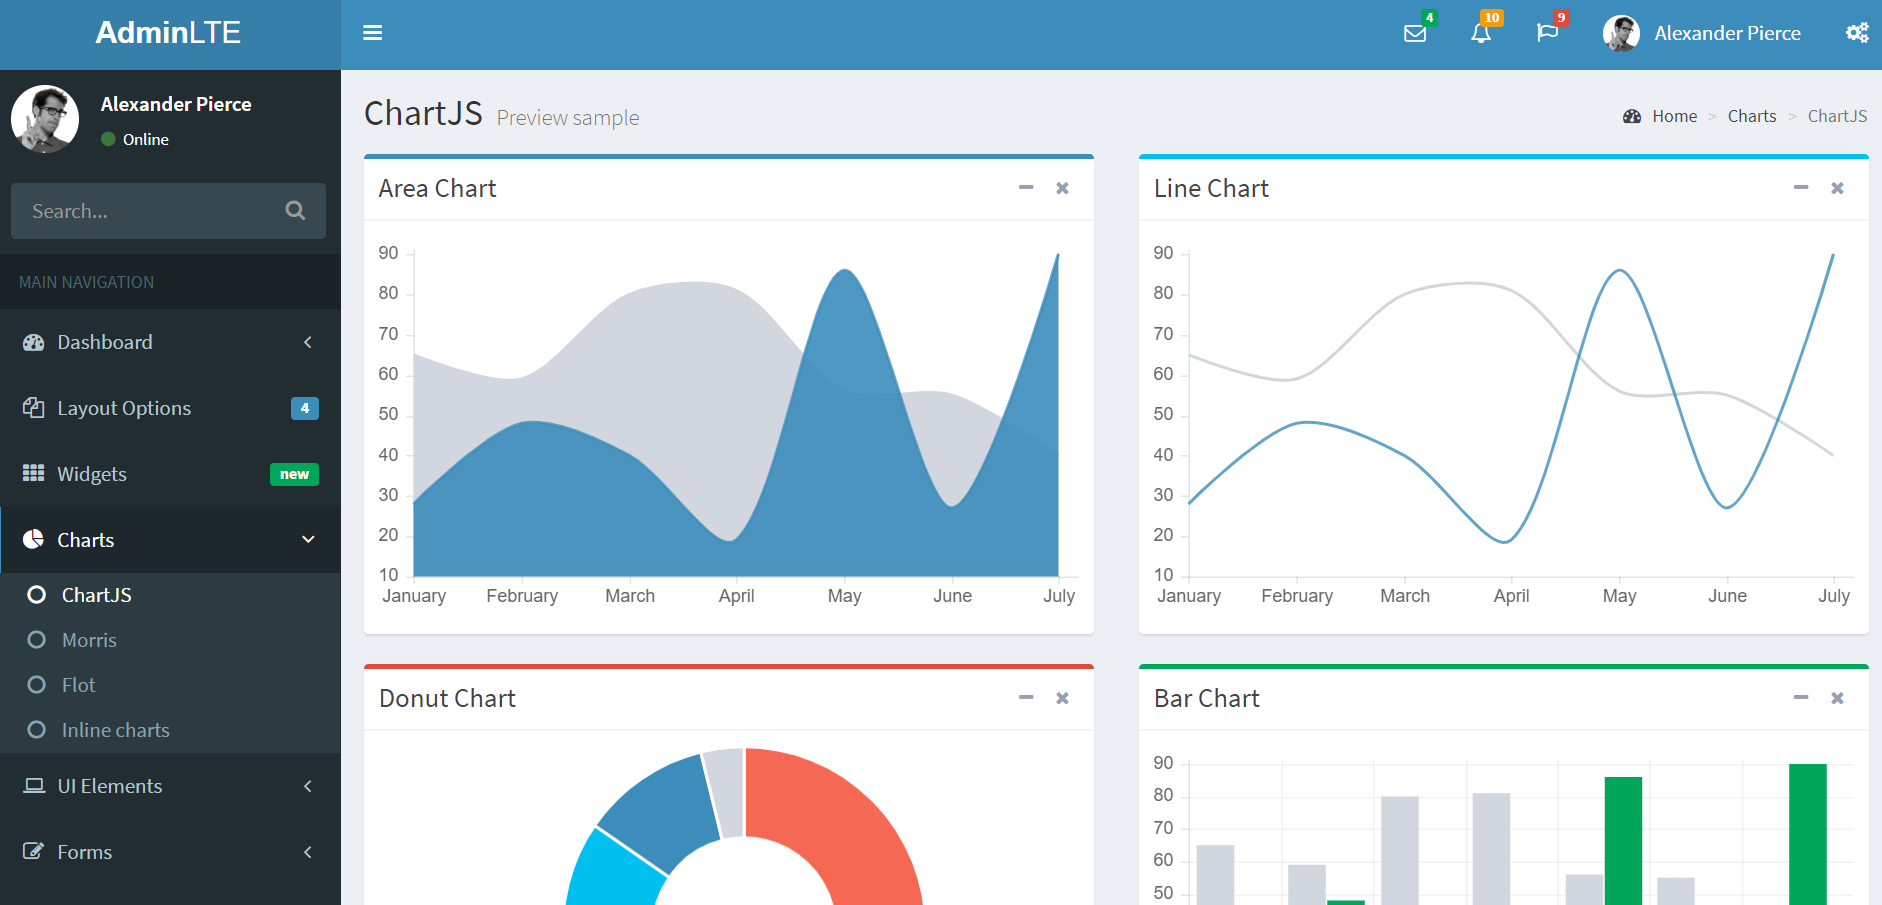 AdminLTE
4
10
9
Alexander Pierce
Alexander Pierce
Online
Search...
MAIN NAVIGATION
Dashboard
Layout Options 4
Widgets new
Charts
ChartJS
Morris
Flot
Inline charts
UI Elements
Forms
ChartJS Preview sample
Home > Charts > ChartJS
Area Chart
90
80
70
60
50
40
30
20
10
January February March April May June July
Line Chart
90
80
70
60
50
40
30
20
10
January February March April May June July
Donut Chart
Bar Chart
90
80
70
60
50